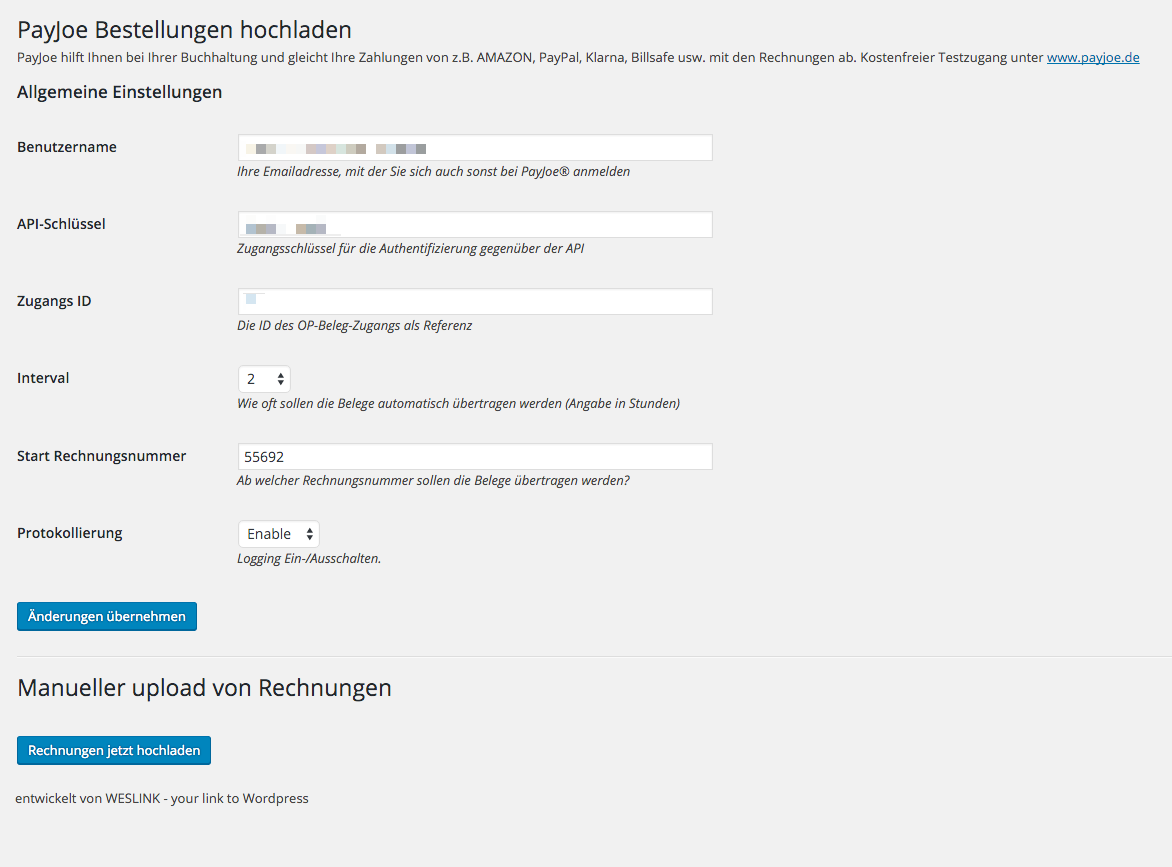 PayJoe Bestellungen hochladen
PayJoe hilft Ihnen bei Ihrer Buchhaltung und gleicht Ihre Zahlungen von z.B. AMAZON, PayPal, Klarna, Billsafe usw. mit den Rechnungen ab. Kostenfreier Testzugang unter www.payjoe.de
Allgemeine Einstellungen
Benutzername
Ihre Emailadresse, mit der Sie sich auch sonst bei PayJoe® anmelden
API-Schlüssel
Zugangsschlüssel für die Authentifizierung gegenüber der API
Zugangs ID
Die ID des OP-Beleg-Zugangs als Referenz
Interval
2
Wie oft sollen die Belege automatisch übertragen werden (Angabe in Stunden)
Start Rechnungsnummer
55692
Ab welcher Rechnungsnummer sollen die Belege übertragen werden?
Protokollierung
Enable
Logging Ein-/Ausschalten.
Änderungen übernehmen
Manueller upload von Rechnungen
Rechnungen jetzt hochladen
entwickelt von WESLINK - your link to Wordpress